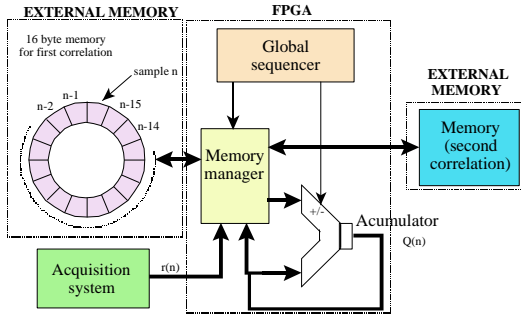 EXTERNAL MEMORY
FPGA
16 byte memory
for first correlation
sample n
n-1
n-2
n-15
n-14
Global
sequencer
EXTERNAL
MEMORY
Memory
(second
correlation)
Memory
manager
+/-
Acumulator
Q(n)
Acquisition
system
r(n)